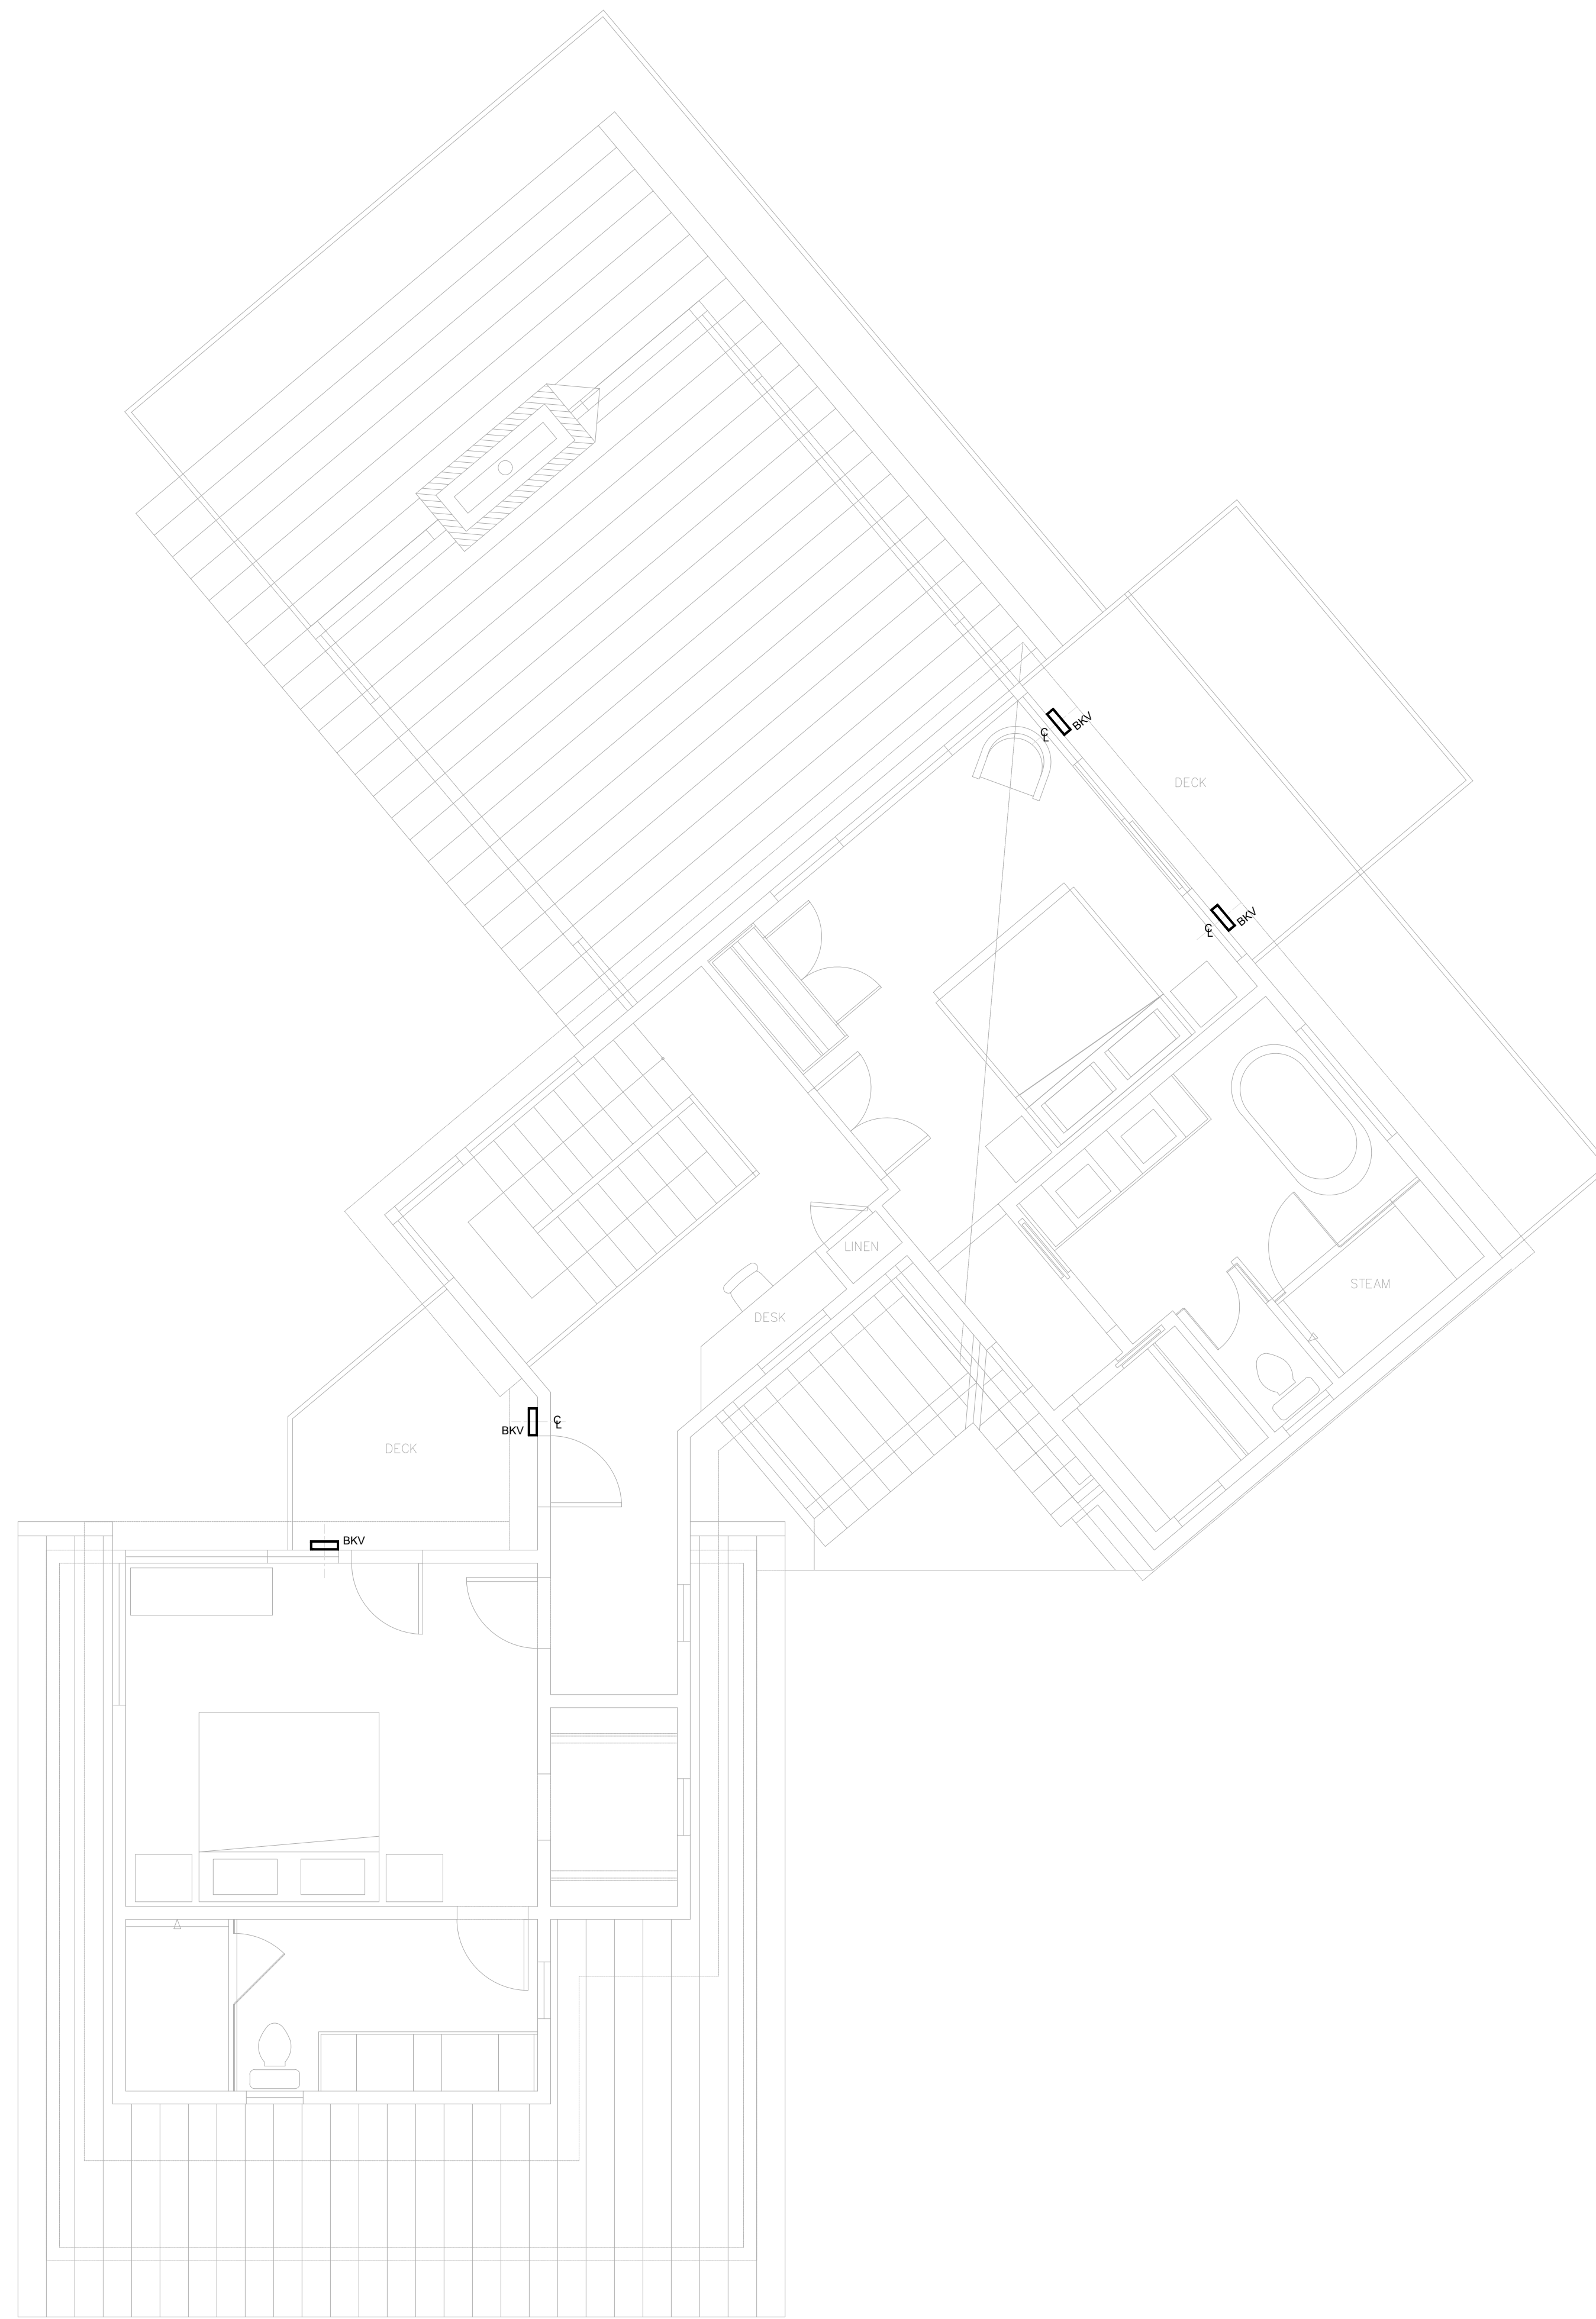 BKV
℄
DECK
BKV
℄
LINEN
STEAM
DESK
℄
BKV
DECK
BKV